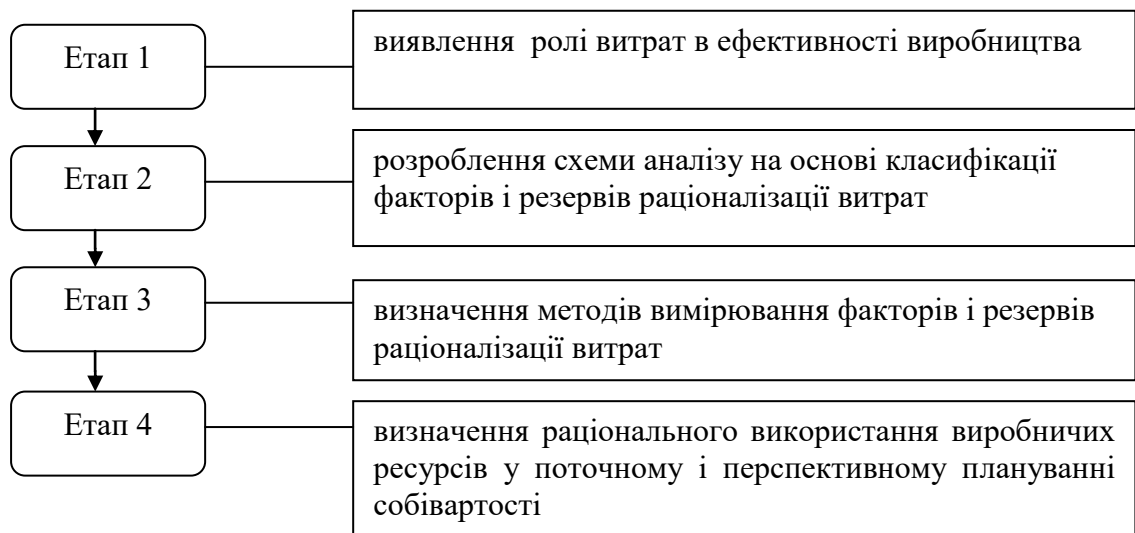 Етап 1
виявлення ролі витрат в ефективності виробництва
Етап 2
розроблення схеми аналізу на основі класифікації
факторів і резервів раціоналізації витрат
Етап 3
визначення методів вимірювання факторів і резервів
раціоналізації витрат
Етап 4
визначення раціонального використання виробничих
ресурсів у поточному і перспективному плануванні
собівартості